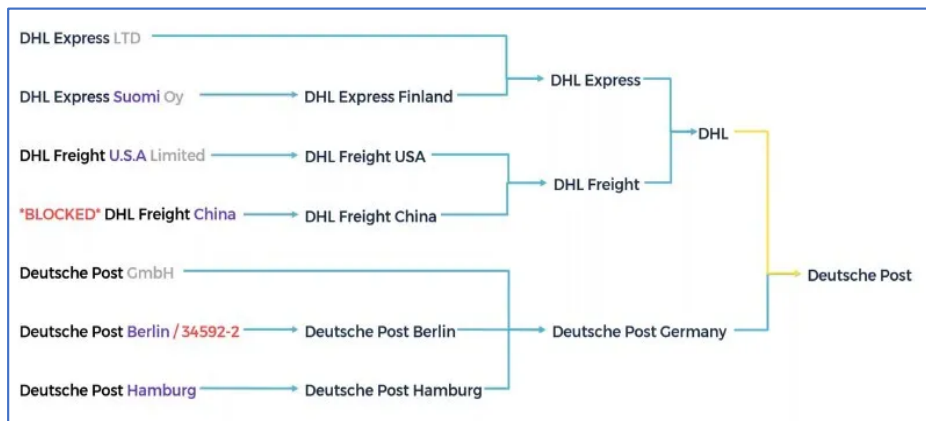 DHL Express LTD
DHL Express
DHL Express Suomi Oy
DHL Express Finland
DHL
DHL Freight U.S.A Limited
DHL Freight USA
DHL Freight
*BLOCKED* DHL Freight China
DHL Freight China
Deutsche Post GmbH
Deutsche Post
Deutsche Post Berlin / 34592-2
Deutsche Post Berlin
Deutsche Post Germany
Deutsche Post Hamburg
Deutsche Post Hamburg